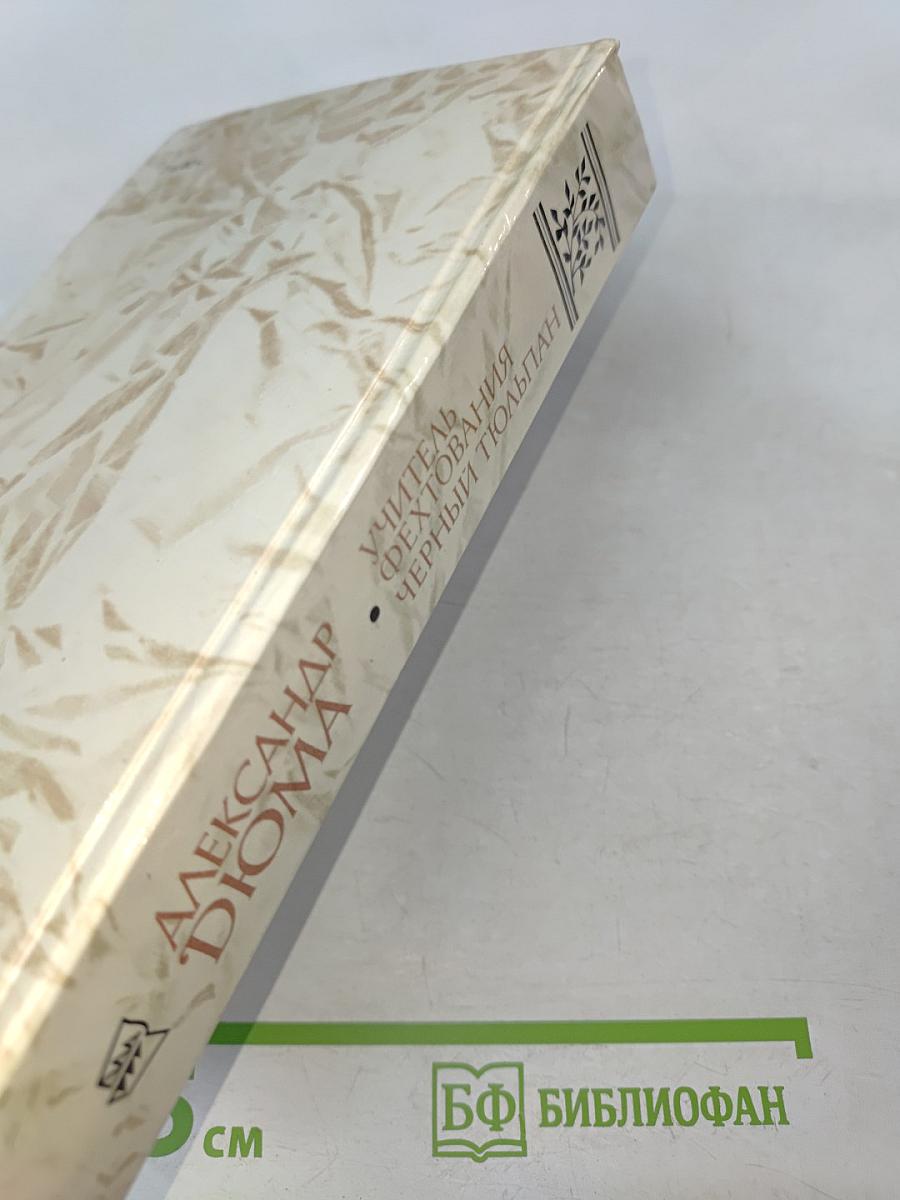 АЛЕКСАНДР
ДЮМА
УЧИТЕЛЬ
ФЕХТОВАНИЯ
ЧЕРНЫЙ ТЮЛЬПАН
см
БФ БИБЛИОФАН